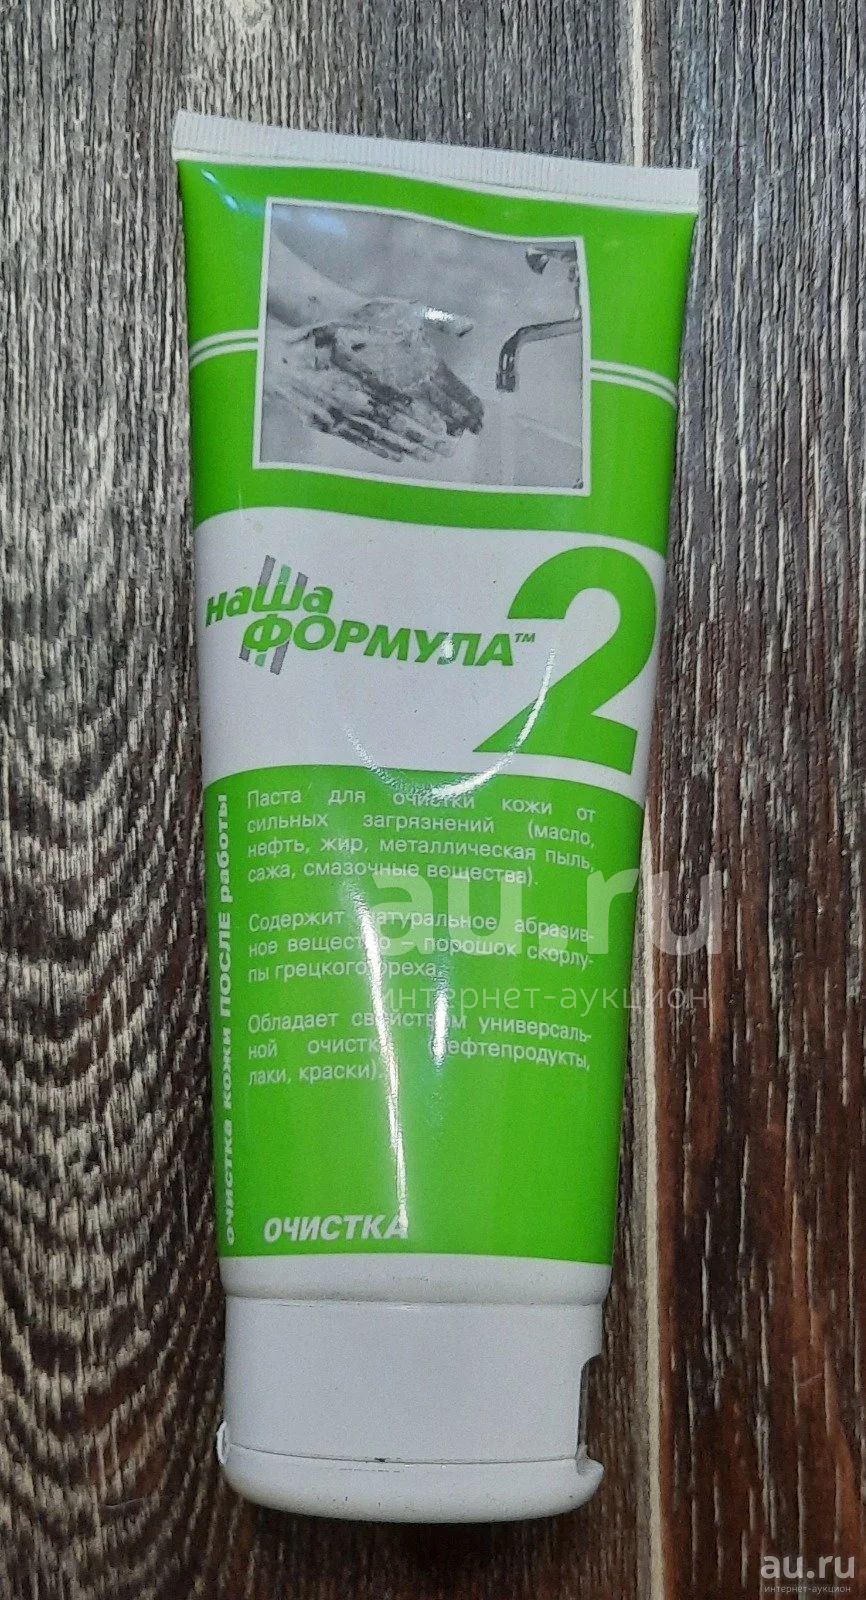 наша
ФОРМУЛА™
2
Паста для очистки кожи от
сильных загрязнений (масло,
нефть, жир, металлическая пыль,
сажа, смазочные вещества).
Содержит натуральное абразив-
ное вещество - порошок скорлу-
пы грецкого ореха.
Обладает свойством универсаль-
ной очистки нефтепродукты,
лаки, краски).
очистка кожи ПОСЛЕ работы
ОЧИСТКА
au.ru
интернет-аукцион
au.ru
интернет-аукцион